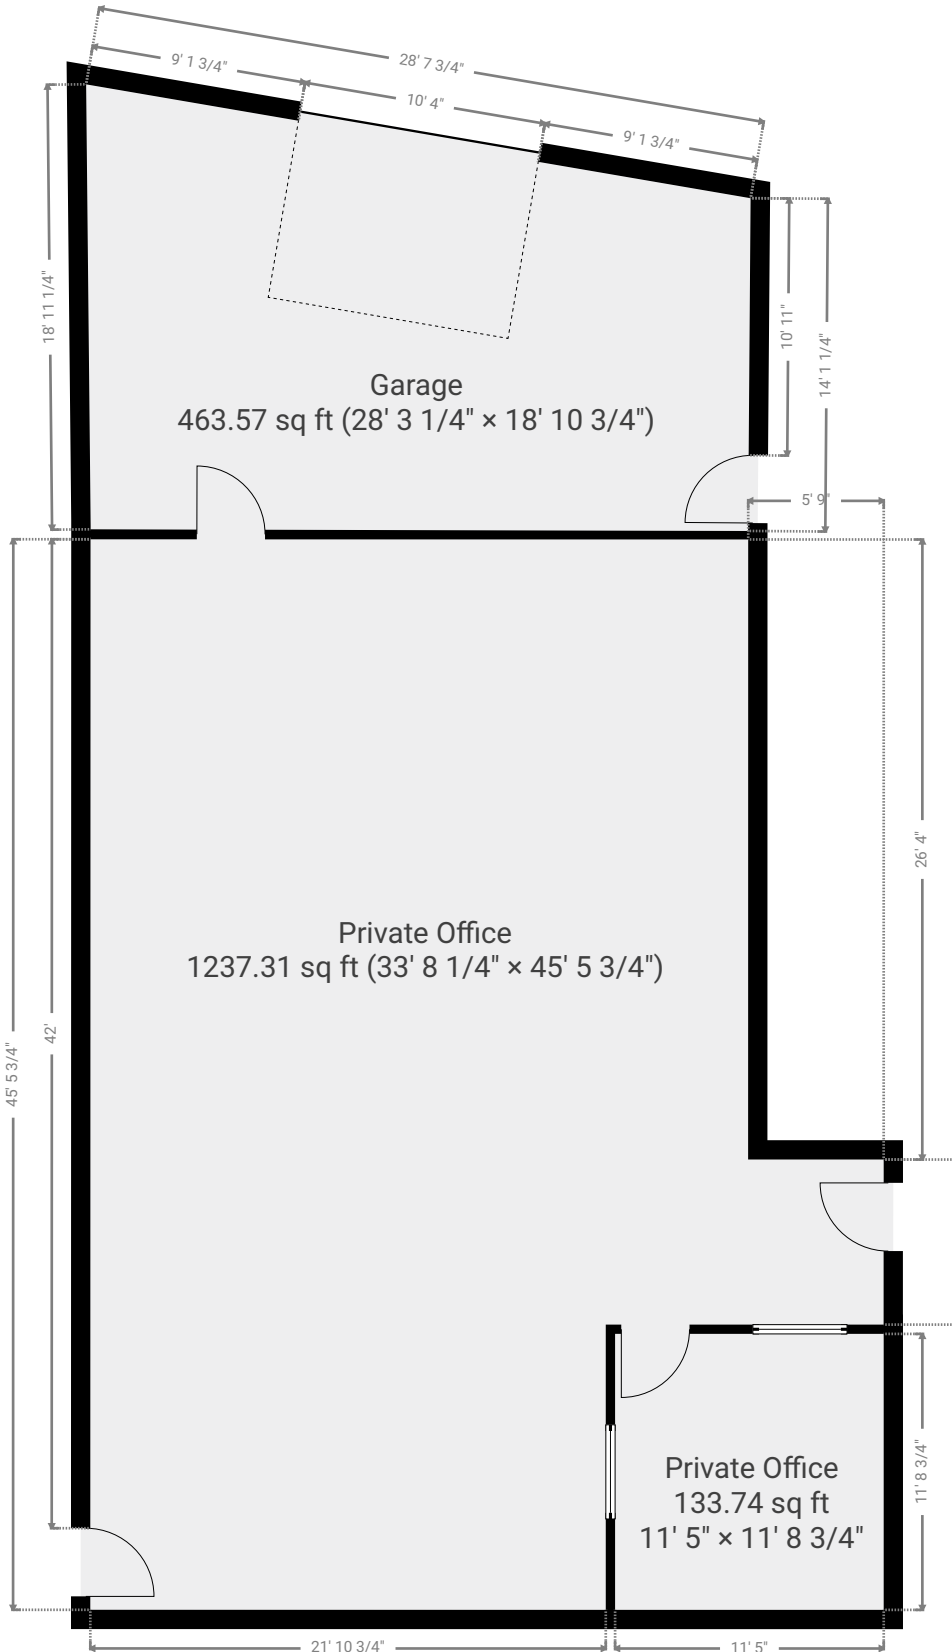 28' 7 3/4"
9' 1 3/4"
10' 4"
9' 1 3/4"
18' 11 1/4"
10' 11"
14' 1 1/4"
Garage
463.57 sq ft (28' 3 1/4" × 18' 10 3/4")
5' 9"
26' 4"
Private Office
1237.31 sq ft (33' 8 1/4" × 45' 5 3/4")
42'
45' 5 3/4"
Private Office
133.74 sq ft
11' 5" × 11' 8 3/4"
11' 8 3/4"
21' 10 3/4"
11' 5"